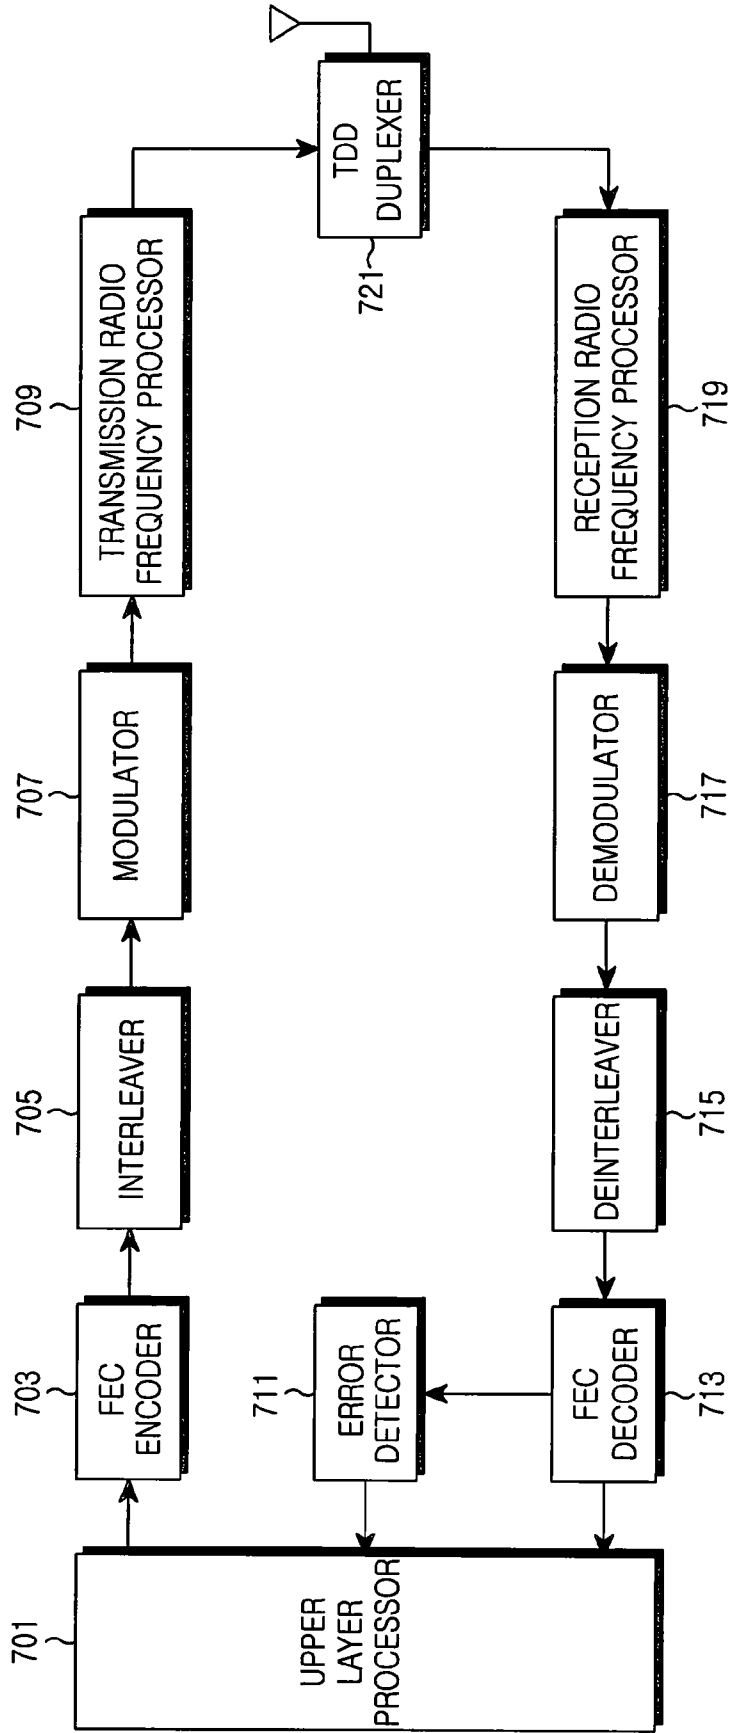 701
UPPER
LAYER
PROCESSOR
703
FEC
ENCODER
705
INTERLEAVER
707
MODULATOR
709
TRANSMISSION RADIO
FREQUENCY PROCESSOR
711
ERROR
DETECTOR
721
TDD
DUPLEXER
FEC
DECODER
713
DEINTERLEAVER
715
DEMODULATOR
717
RECEPTION RADIO
FREQUENCY PROCESSOR
719